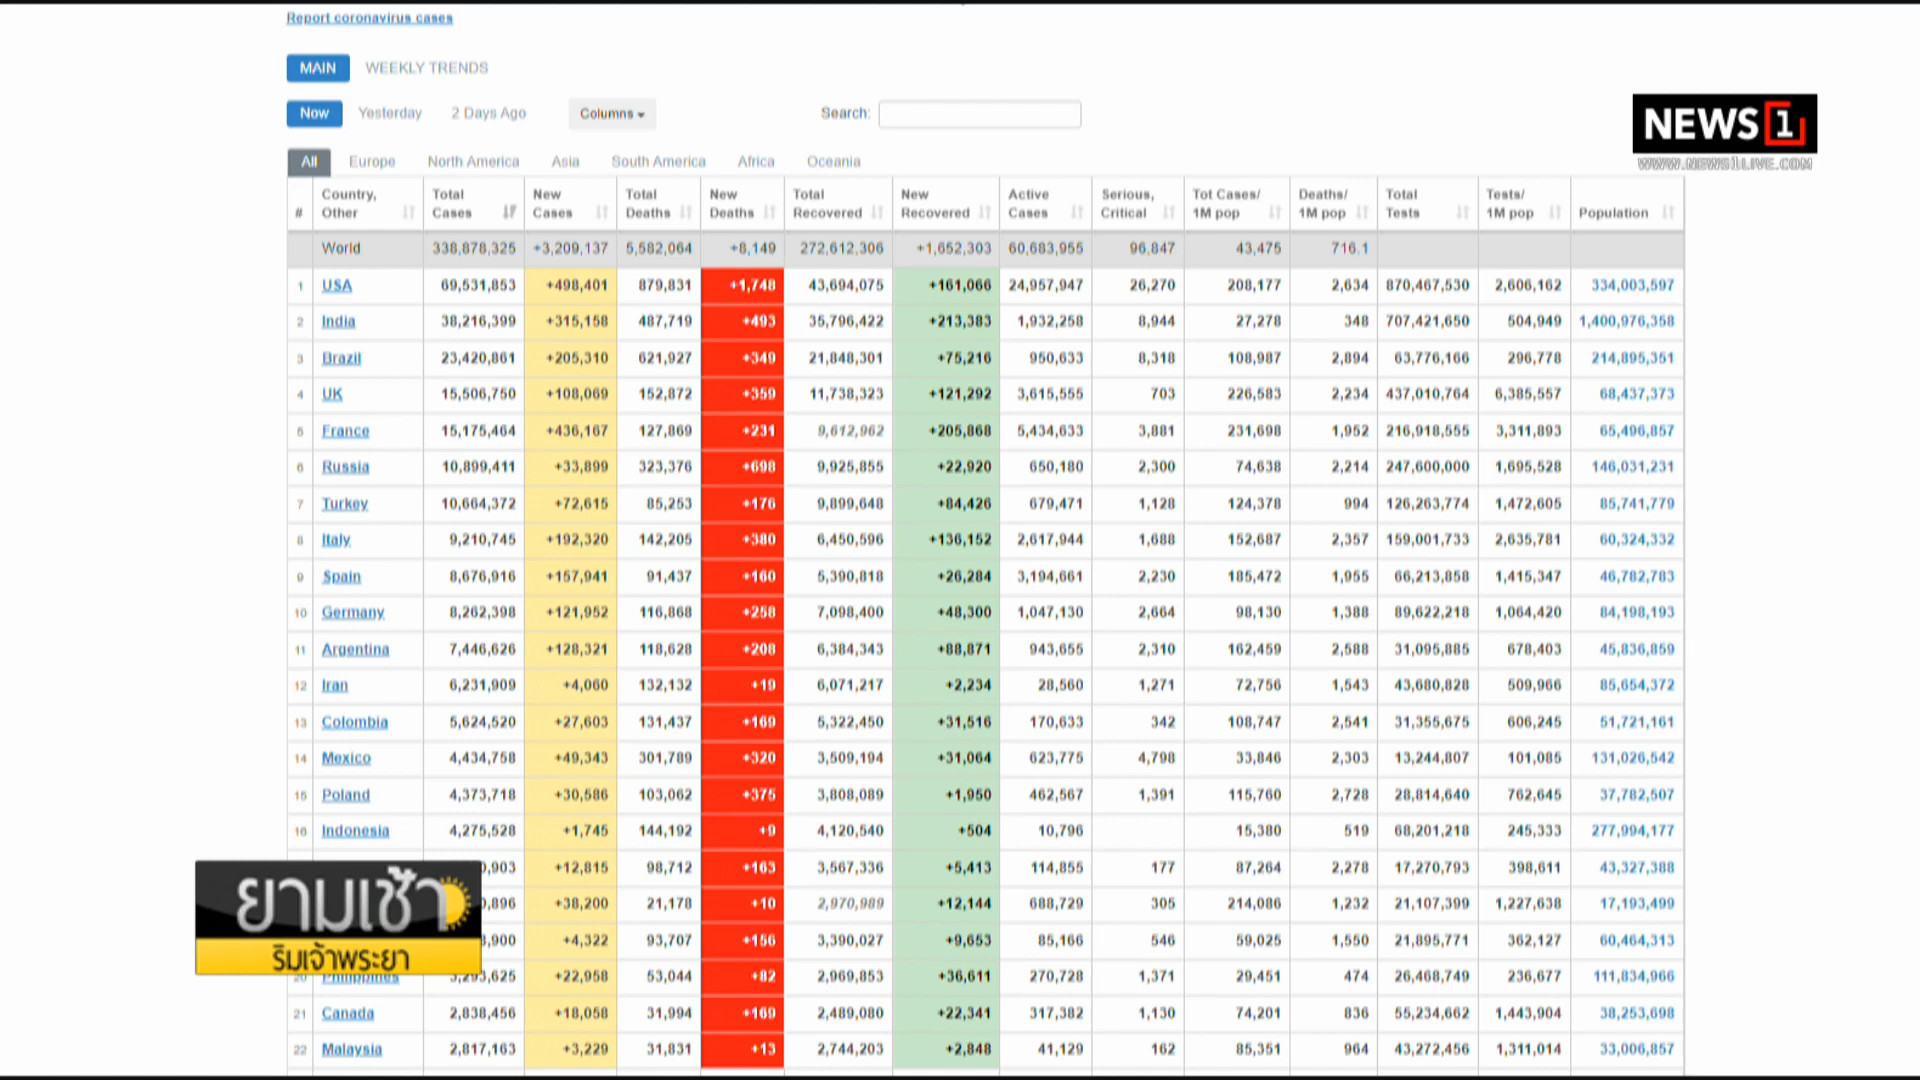 Report coronavirus cases
MAIN WEEKLY TRENDS
Now Yesterday 2 Days Ago Columns Search:
NEWS 1
WWW.NEWS1LIVE.COM
All Europe North America Asia South America Africa Oceania
# Country, Other Total Cases New Cases Total Deaths New Deaths Total Recovered New Recovered Active Cases Serious, Critical Tot Cases/ 1M pop Deaths/ 1M pop Total Tests Tests/ 1M pop Population
World 338,878,325 +3,209,137 5,582,064 +8,149 272,612,306 +1,652,303 60,683,955 96,847 43,475 716.1
1 USA 69,531,853 +498,401 879,831 +1,748 43,694,075 +161,066 24,957,947 26,270 208,177 2,634 870,467,530 2,606,162 334,003,597
2 India 38,216,399 +315,158 487,719 +493 35,796,422 +213,383 1,932,258 8,944 27,278 348 707,421,650 504,949 1,400,976,358
3 Brazil 23,420,861 +205,310 621,927 +349 21,848,301 +75,216 950,633 8,318 108,987 2,894 63,776,166 296,778 214,895,351
4 UK 15,506,750 +108,069 152,872 +359 11,738,323 +121,292 3,615,555 703 226,583 2,234 437,010,764 6,385,557 68,437,373
5 France 15,175,464 +436,167 127,869 +231 9,612,962 +205,868 5,434,633 3,881 231,698 1,952 216,918,555 3,311,893 65,496,857
6 Russia 10,899,411 +33,899 323,376 +698 9,925,855 +22,920 650,180 2,300 74,638 2,214 247,600,000 1,695,528 146,031,231
7 Turkey 10,664,372 +72,615 85,253 +176 9,899,648 +84,426 679,471 1,128 124,378 994 126,263,774 1,472,605 85,741,779
8 Italy 9,210,745 +192,320 142,205 +380 6,450,596 +136,152 2,617,944 1,688 152,687 2,357 159,001,733 2,635,781 60,324,332
9 Spain 8,676,916 +157,941 91,437 +160 5,390,818 +26,284 3,194,661 2,230 185,472 1,955 66,213,858 1,415,347 46,782,783
10 Germany 8,262,398 +121,952 116,868 +258 7,098,400 +48,300 1,047,130 2,664 98,130 1,388 89,622,218 1,064,420 84,198,193
11 Argentina 7,446,626 +128,321 118,628 +208 6,384,343 +88,871 943,655 2,310 162,459 2,588 31,095,885 678,403 45,836,859
12 Iran 6,231,909 +4,060 132,132 +19 6,071,217 +2,234 28,560 1,271 72,756 1,543 43,680,828 509,966 85,654,372
13 Colombia 5,624,520 +27,603 131,437 +169 5,322,450 +31,516 170,633 342 108,747 2,541 31,355,675 606,245 51,721,161
14 Mexico 4,434,758 +49,343 301,789 +320 3,509,194 +31,064 623,775 4,798 33,846 2,303 13,244,807 101,085 131,026,542
15 Poland 4,373,718 +30,586 103,062 +375 3,808,089 +1,950 462,567 1,391 115,760 2,728 28,814,640 762,645 37,782,507
16 Indonesia 4,275,528 +1,745 144,192 +9 4,120,540 +504 10,796 15,380 519 68,201,218 245,333 277,994,177
0,903 +12,815 98,712 +163 3,567,336 +5,413 114,855 177 87,264 2,278 17,270,793 398,611 43,327,388
0,896 +38,200 21,178 +10 2,970,989 +12,144 688,729 305 214,086 1,232 21,107,399 1,227,638 17,193,499
3,900 +4,322 93,707 +156 3,390,027 +9,653 85,166 546 59,025 1,550 21,895,771 362,127 60,464,313
20 Philippines 3,293,625 +22,958 53,044 +82 2,969,853 +36,611 270,728 1,371 29,451 474 26,468,749 236,677 111,834,966
21 Canada 2,838,456 +18,058 31,994 +169 2,489,080 +22,341 317,382 1,130 74,201 836 55,234,662 1,443,904 38,253,698
22 Malaysia 2,817,163 +3,229 31,831 +13 2,744,203 +2,848 41,129 162 85,351 964 43,272,456 1,311,014 33,006,857
ยามเช้า
ริมเจ้าพระยา